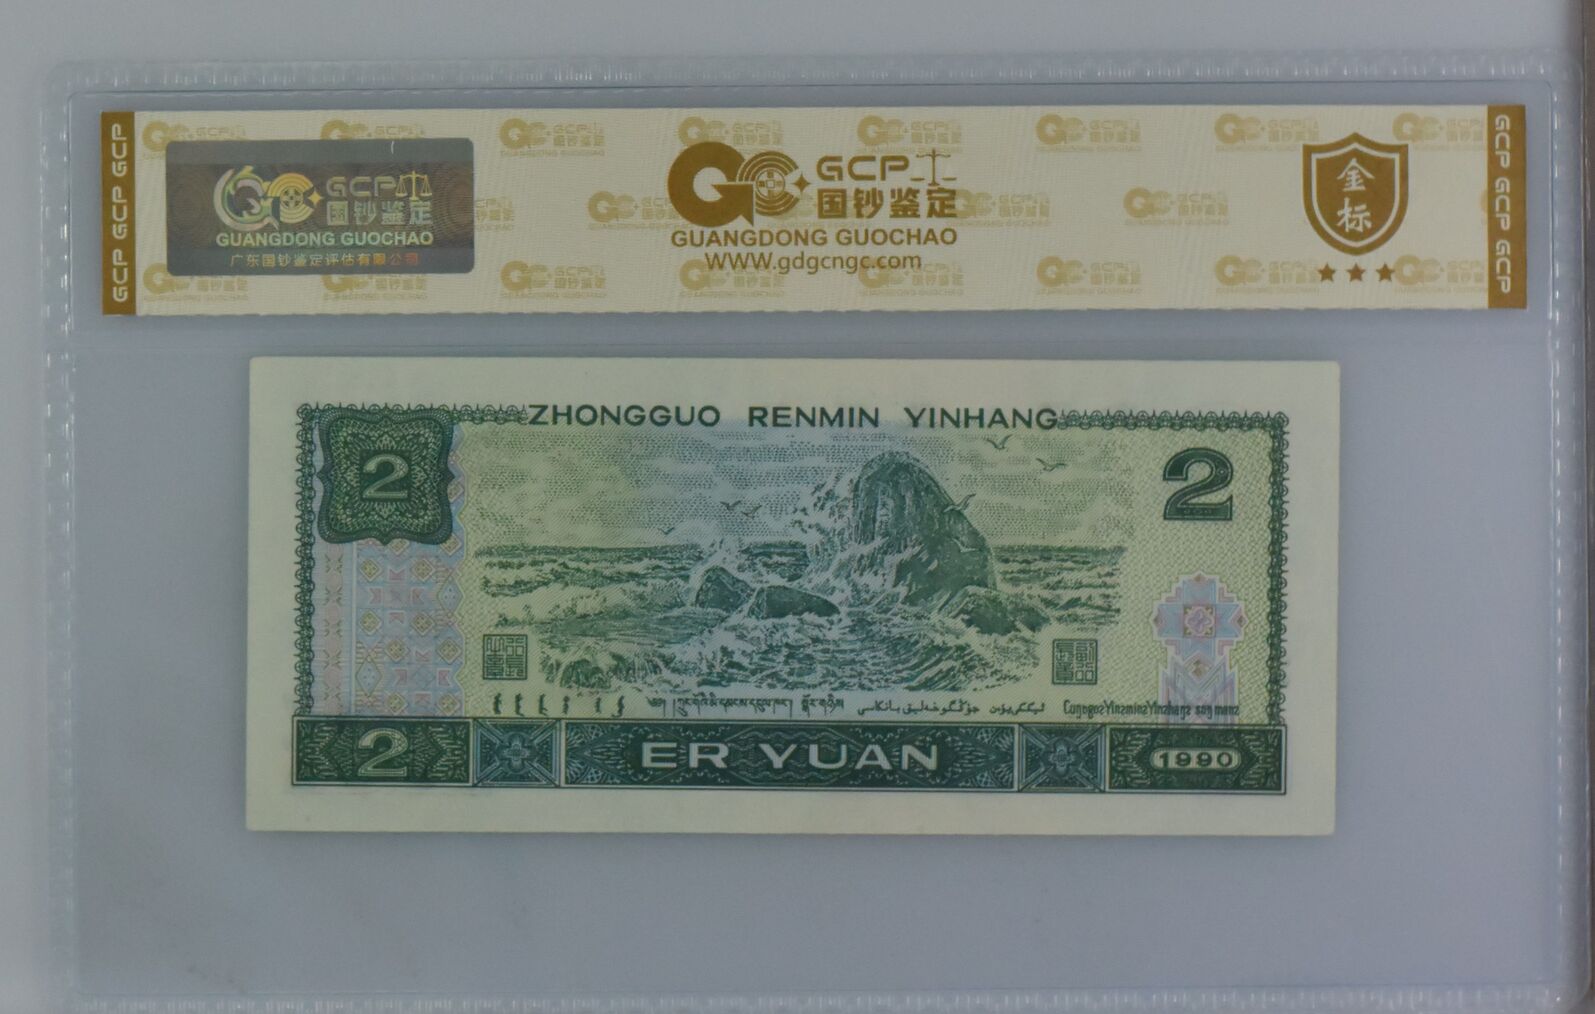 GCP GCP GCP
GCP
国钞鉴定
GUANGDONG GUOCHAO
广东国钞鉴定评估有限公司
GCP
国钞鉴定
GUANGDONG GUOCHAO
WWW.gdgcngc.com
金标
GCP GCP GCP
ZHONGGUO RENMIN YINHANG
2
2
2
ER YUAN
1990